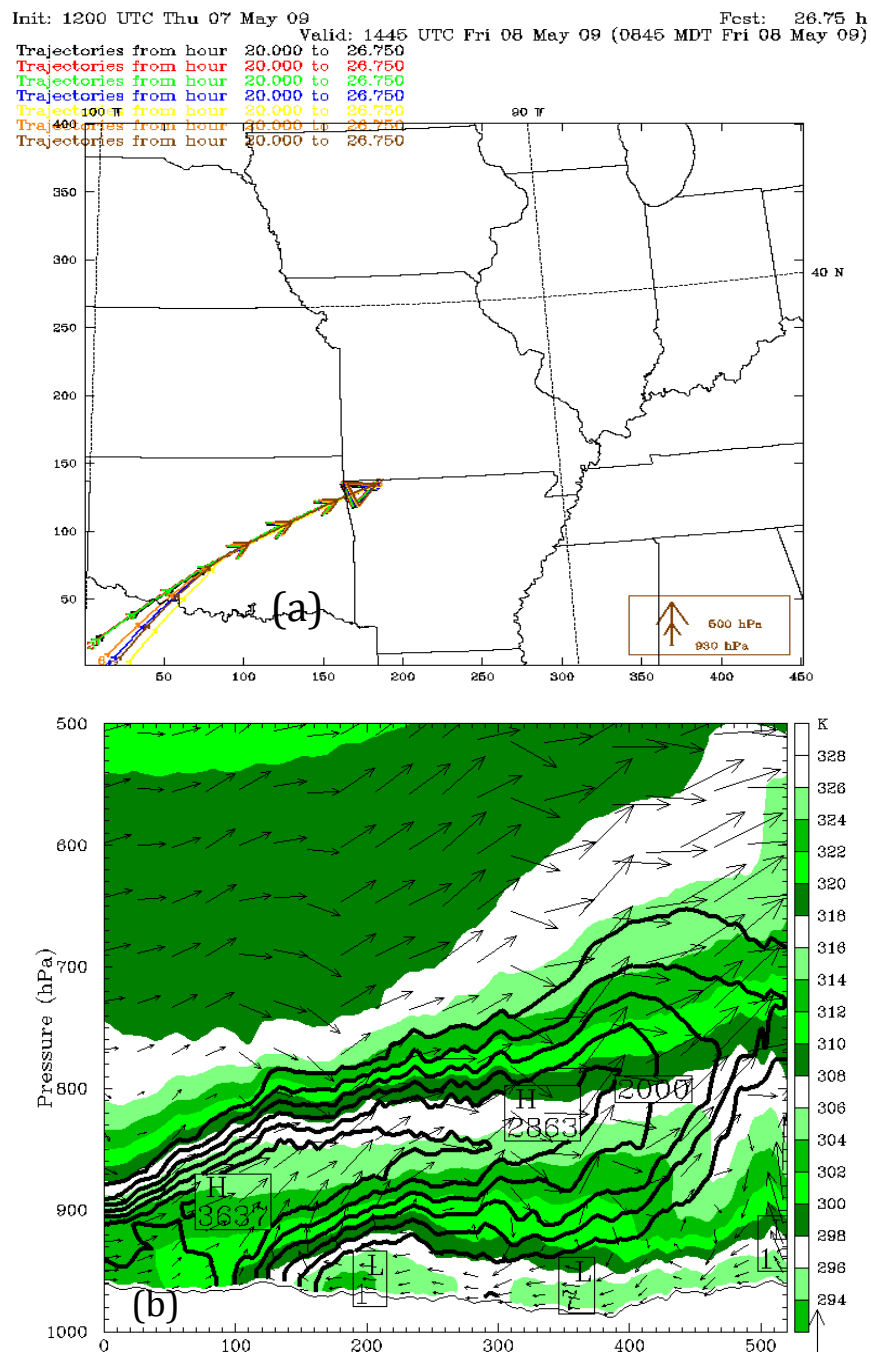 Init: 1200 UTC Thu 07 May 09 Fcst: 26.75 h
Valid: 1445 UTC Fri 08 May 09 (0845 MDT Fri 08 May 09)
Trajectories from hour 20.000 to 26.750
Trajectories from hour 20.000 to 26.750
Trajectories from hour 20.000 to 26.750
Trajectories from hour 20.000 to 26.750
Trajectories from hour 20.000 to 26.750
Trajectories from hour 20.000 to 26.750
Trajectories from hour 20.000 to 26.750
100 W 90 W
400
350
300
40 N
250
200
150
100
50
(a)
500 hPa
930 hPa
6
50 100 150 200 250 300 350 400 450
500 K
328
326
324
600
322
320
318
316
700
314
312
Pressure (hPa)
310
800
308
H
2863
2000
306
304
302
900
H
3637
300
298
L
1
L
7
1
296
294
(b)
1000
0 100 200 300 400 500